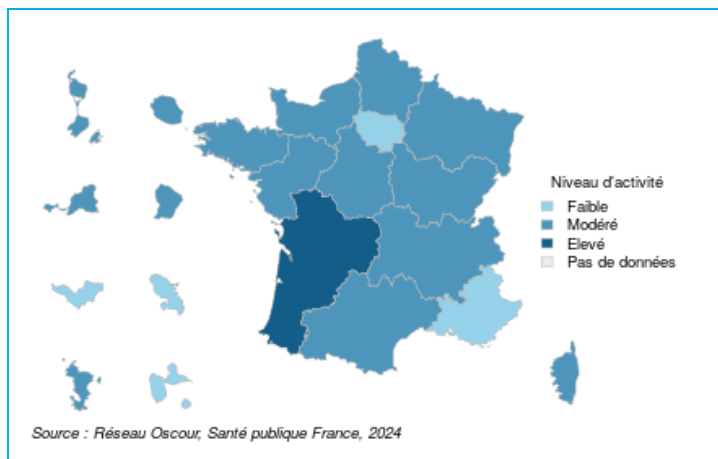 Niveau d'activité
Faible
Modéré
Elevé
Pas de données
Source : Réseau Oscour, Santé publique France, 2024